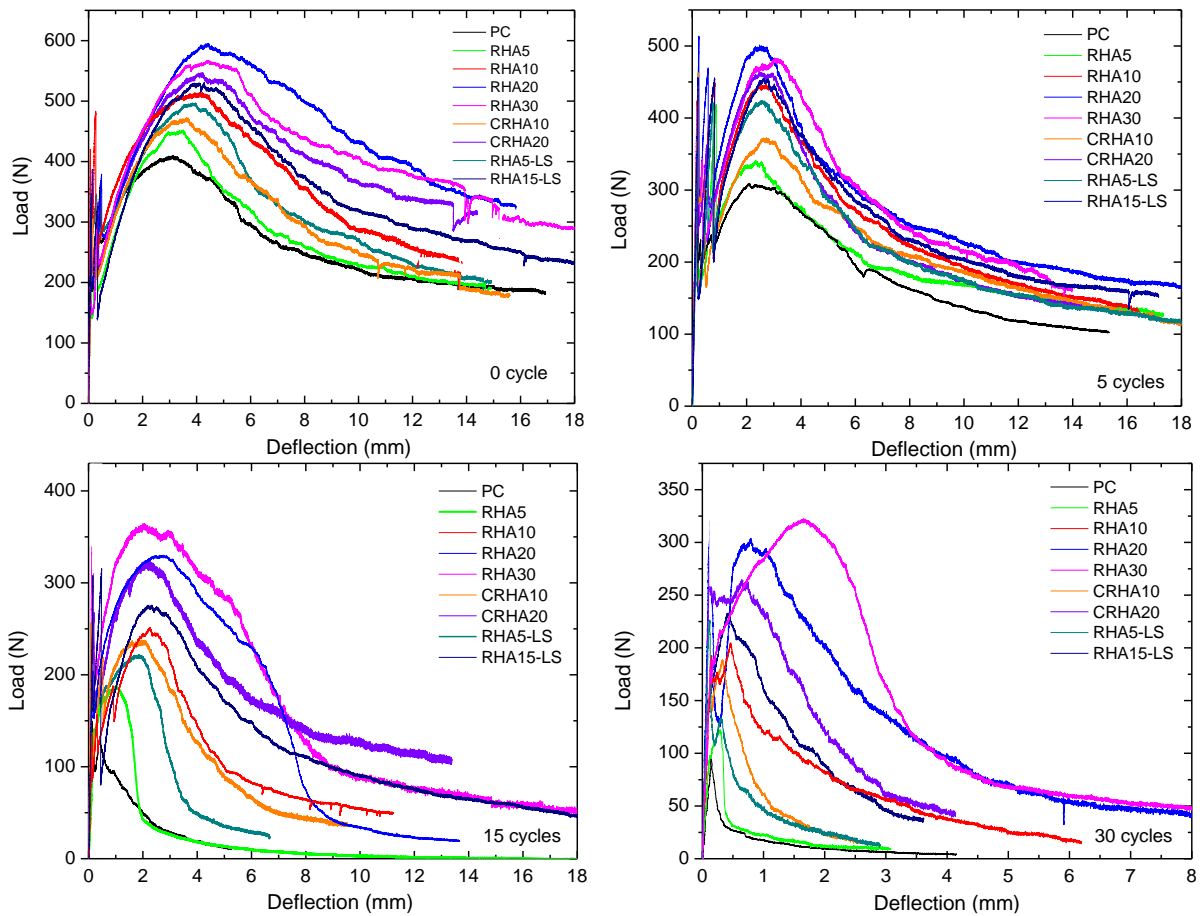 600
500
400
300
200
100
0
Load (N)
PC
RHA5
RHA10
RHA20
RHA30
CRHA10
CRHA20
RHA5-LS
RHA15-LS
0 cycle
0 2 4 6 8 10 12 14 16 18
Deflection (mm)
500
400
300
200
100
0
Load (N)
PC
RHA5
RHA10
RHA20
RHA30
CRHA10
CRHA20
RHA5-LS
RHA15-LS
5 cycles
0 2 4 6 8 10 12 14 16 18
Deflection (mm)
400
300
200
100
0
Load (N)
PC
RHA5
RHA10
RHA20
RHA30
CRHA10
CRHA20
RHA5-LS
RHA15-LS
15 cycles
0 2 4 6 8 10 12 14 16 18
Deflection (mm)
350
300
250
200
150
100
50
0
Load (N)
PC
RHA5
RHA10
RHA20
RHA30
CRHA10
CRHA20
RHA5-LS
RHA15-LS
30 cycles
0 1 2 3 4 5 6 7 8
Deflection (mm)